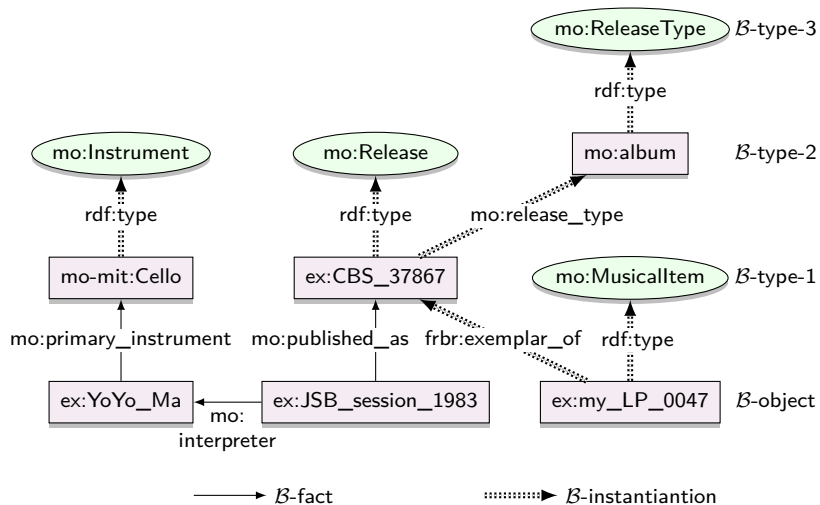 mo:ReleaseType
ℬ-type-3
rdf:type
mo:Instrument
mo:Release
mo:album
ℬ-type-2
rdf:type
rdf:type
mo:release_type
mo-mit:Cello
ex:CBS_37867
mo:MusicalItem
ℬ-type-1
mo:primary_instrument
mo:published_as
frbr:exemplar_of
rdf:type
ex:YoYo_Ma
ex:JSB_session_1983
ex:my_LP_0047
ℬ-object
mo:
interpreter
ℬ-fact
ℬ-instantiantion